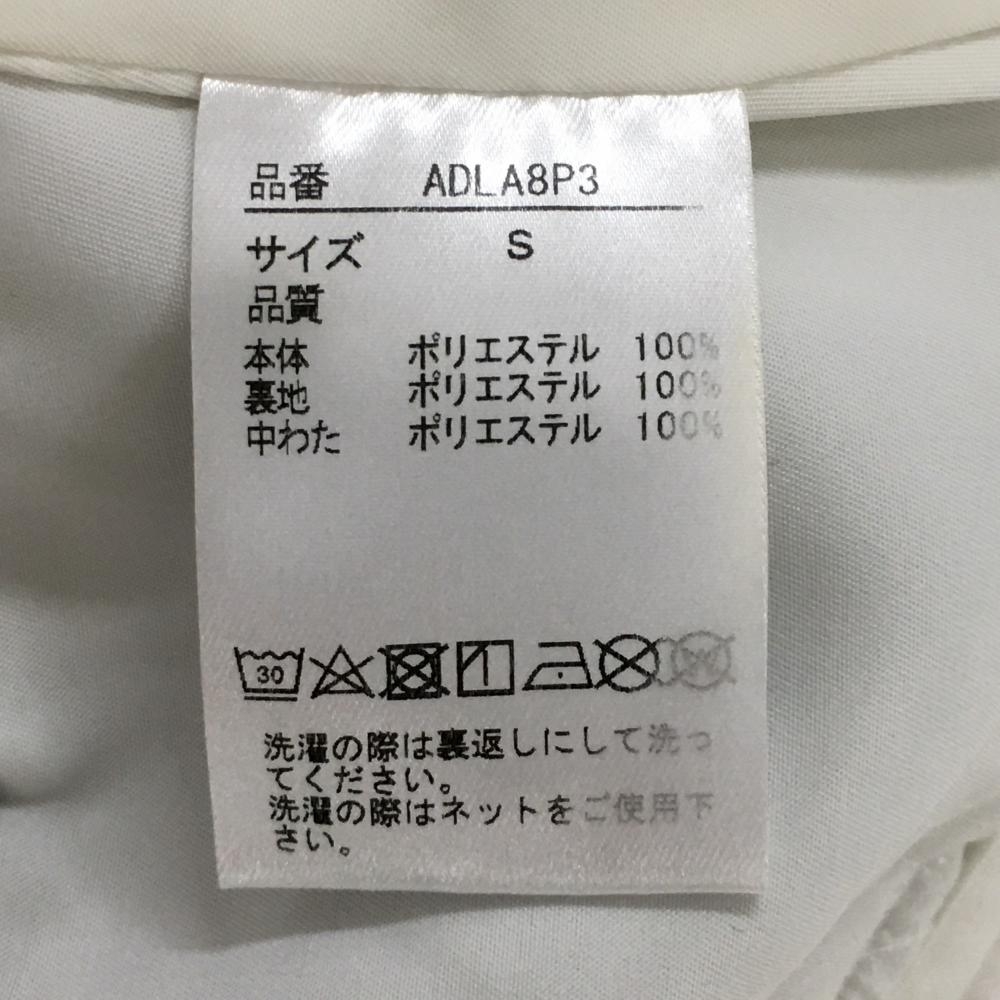 品番 ADLA8P3
サイズ S
品質
本体 ポリエステル 100%
裏地 ポリエステル 100%
中わた ポリエステル 100%
30 W
洗濯の際は裏返しにして洗っ
てください。
洗濯の際はネットをご使用下
さい。